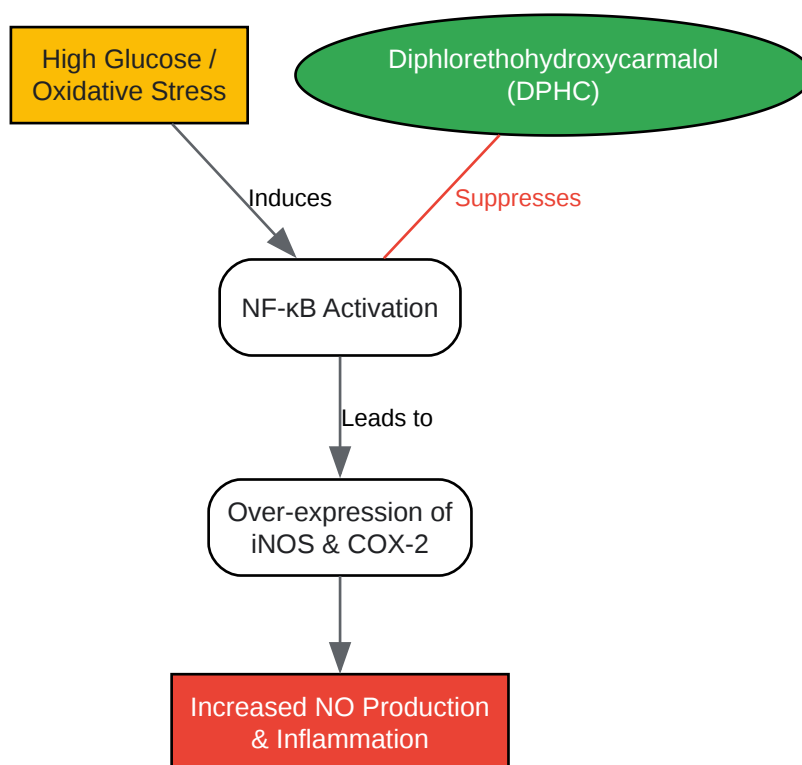 High Glucose /
Oxidative Stress
Diphlorethohydroxycarmalol
(DPHC)
Induces
Suppresses
NF-κB Activation
Leads to
Over-expression of
iNOS & COX-2
Increased NO Production
& Inflammation